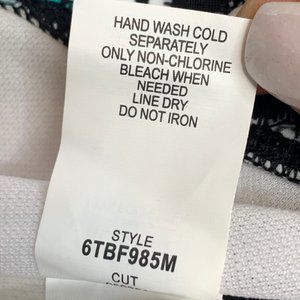 HAND WASH COLD
SEPARATELY
ONLY NON-CHLORINE
BLEACH WHEN
NEEDED
LINE DRY
DO NOT IRON
STYLE
6TBF985M
CUT